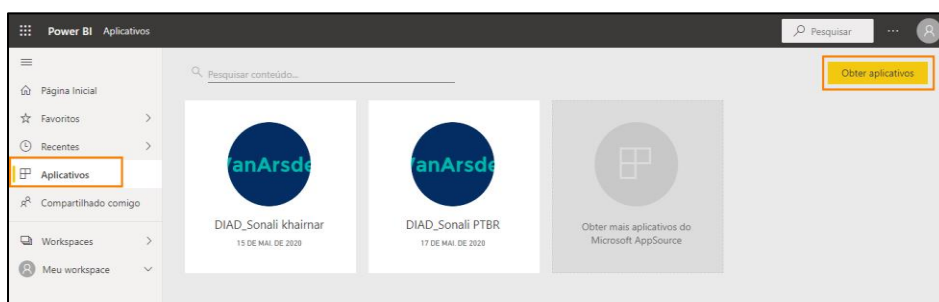 Power BI Aplicativos
Pesquisar
Pesquisar conteúdo...
Obter aplicativos
Página Inicial
Favoritos
Recentes
Aplicativos
Compartilhado comigo
Workspaces
Meu workspace
VanArsde
VanArsde
DIAD_Sonali khairnar
15 DE MAI. DE 2020
DIAD_Sonali PTBR
17 DE MAI. DE 2020
Obter mais aplicativos do
Microsoft AppSource